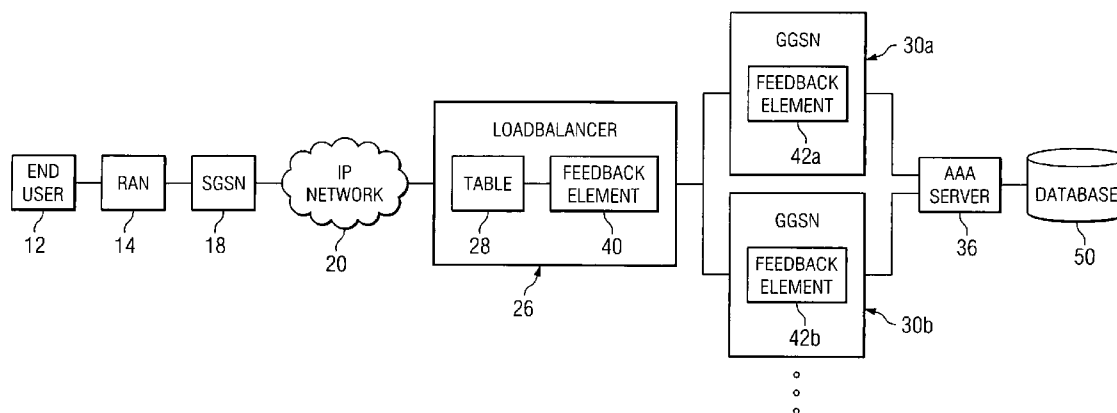 END
USER
12
RAN
14
SGSN
18
IP
NETWORK
20
LOADBALANCER
TABLE
28
FEEDBACK
ELEMENT
40
26
GGSN
30a
FEEDBACK
ELEMENT
42a
GGSN
FEEDBACK
ELEMENT
42b
30b
AAA
SERVER
36
DATABASE
50